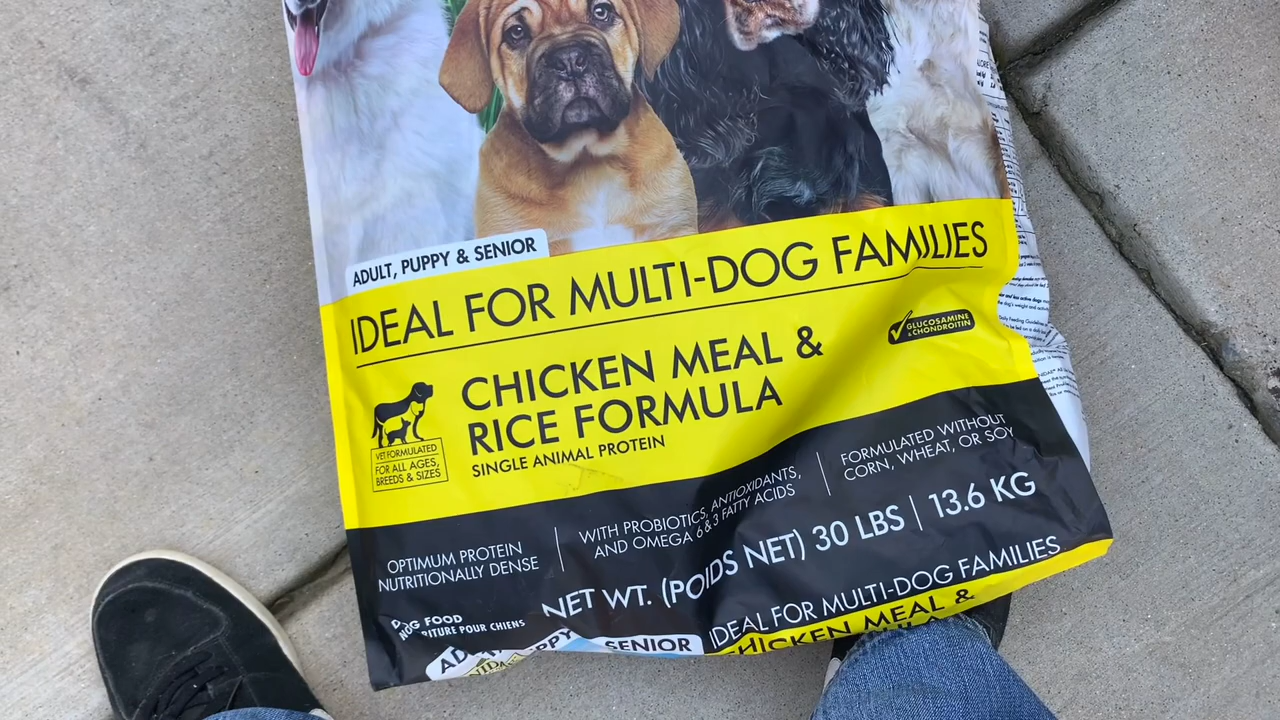 ADULT, PUPPY & SENIOR
IDEAL FOR MULTI-DOG FAMILIES
GLUCOSAMINE
& CHONDROITIN
CHICKEN MEAL &
RICE FORMULA
SINGLE ANIMAL PROTEIN
VET FORMULATED
FOR ALL AGES,
BREEDS & SIZES
OPTIMUM PROTEIN
NUTRITIONALLY DENSE
WITH PROBIOTICS, ANTIOXIDANTS,
AND OMEGA 6 & 3 FATTY ACIDS
FORMULATED WITHOUT
CORN, WHEAT, OR SOY
NET WT. (POIDS NET) 30 LBS | 13.6 KG
DOG FOOD
POUR CHIENS
SENIOR
IDEAL FOR MULTI-DOG FAMILIES
CHICKEN MEAL &